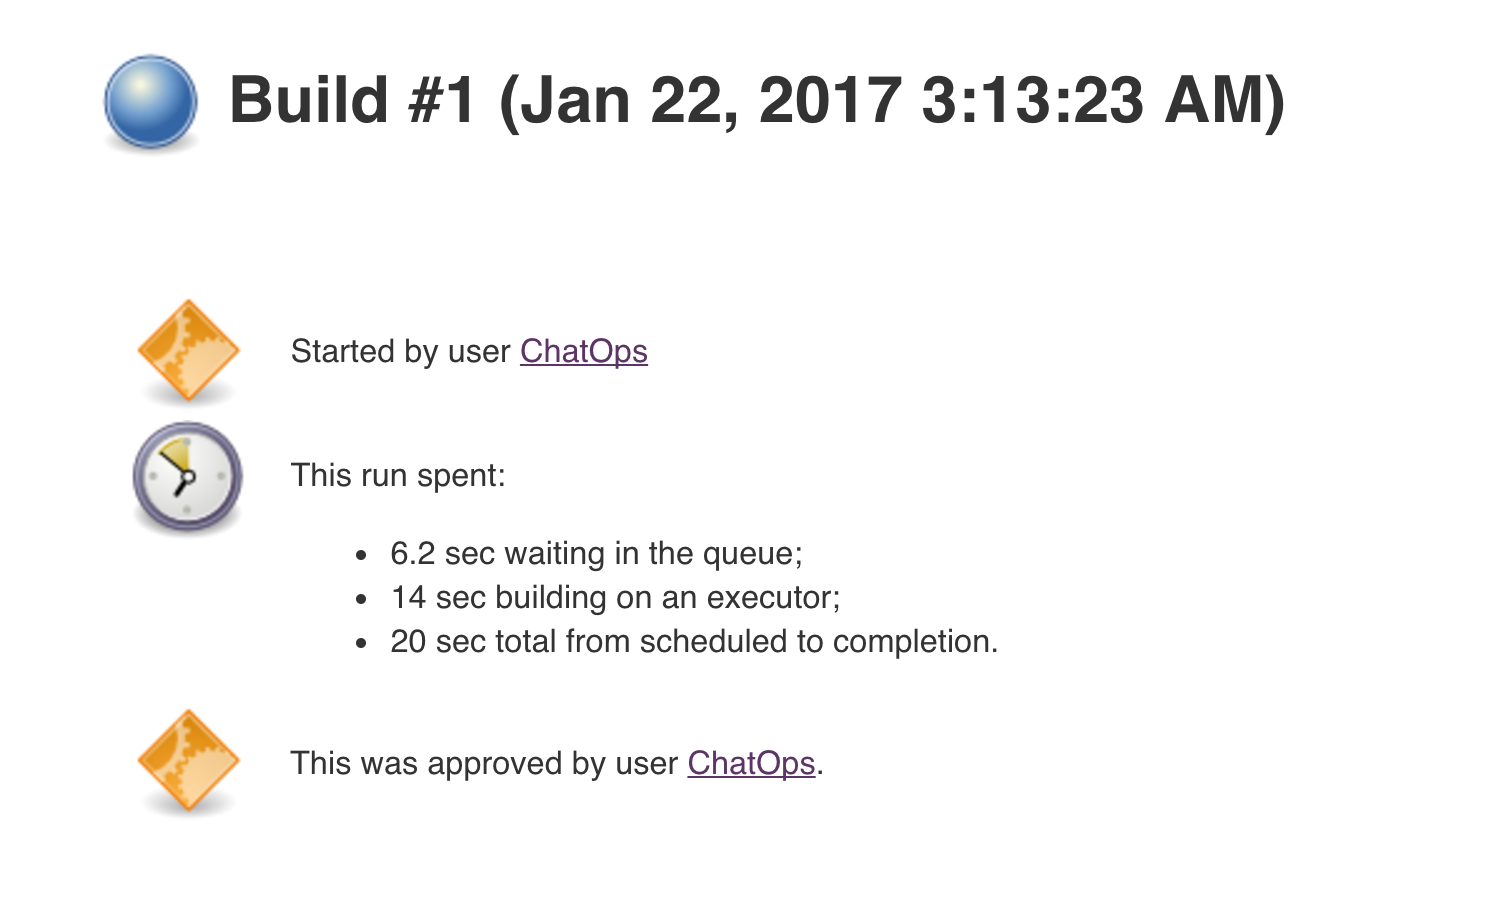 Build #1 (Jan 22, 2017 3:13:23 AM)
Started by user ChatOps
This run spent:
• 6.2 sec waiting in the queue;
• 14 sec building on an executor;
• 20 sec total from scheduled to completion.
This was approved by user ChatOps.